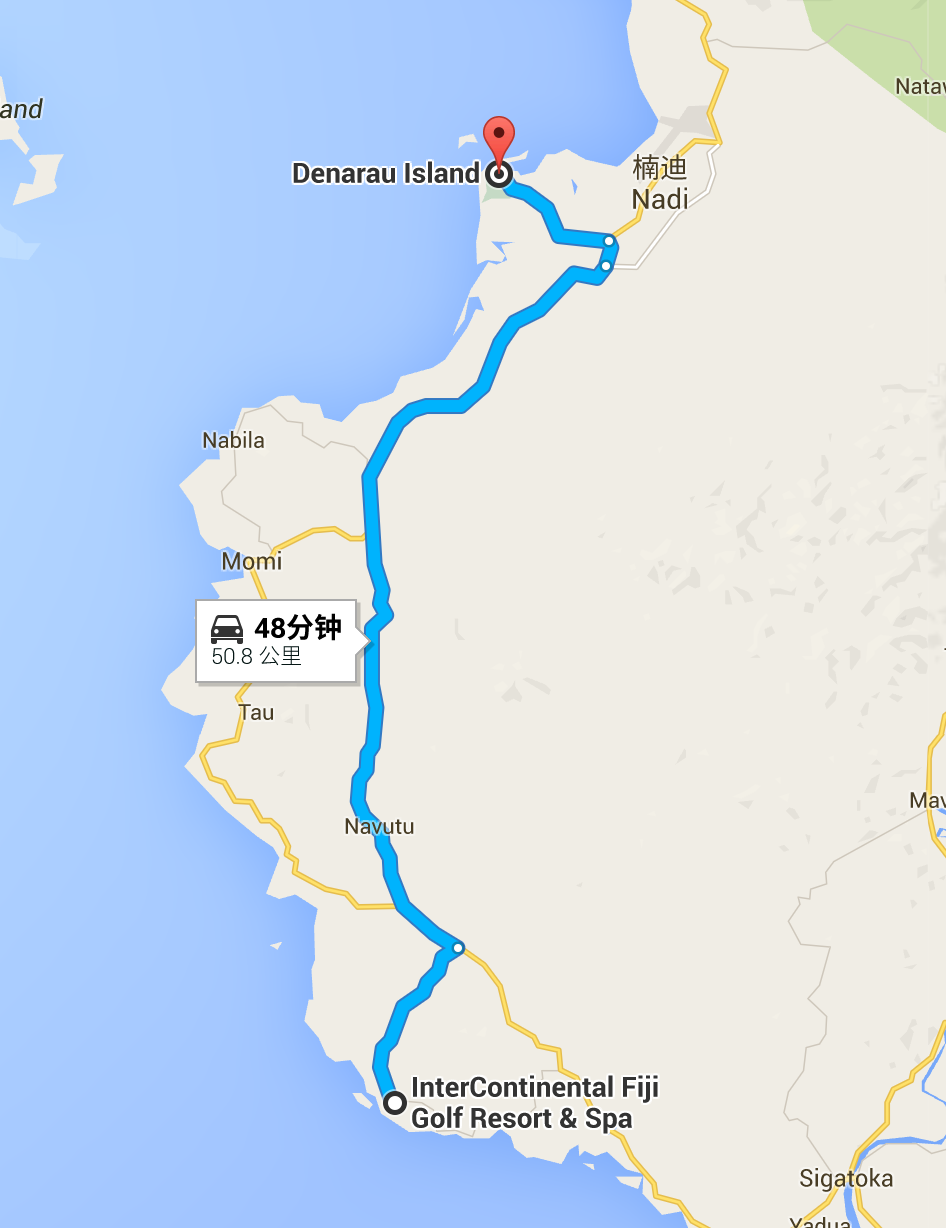 and
Nataw
Denarau Island
楠迪
Nadi
Nabila
Momi
48分钟
50.8 公里
Tau
Mav
Navutu
InterContinental Fiji
Golf Resort & Spa
Sigatoka
Yadua